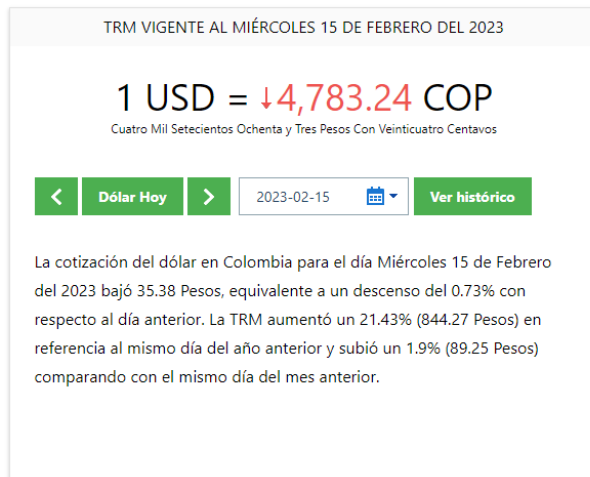 TRM VIGENTE AL MIÉRCOLES 15 DE FEBRERO DEL 2023
1 USD = ↓4,783.24 COP
Cuatro Mil Setecientos Ochenta y Tres Pesos Con Veinticuatro Centavos
Dólar Hoy 2023-02-15 Ver histórico
La cotización del dólar en Colombia para el día Miércoles 15 de Febrero
del 2023 bajó 35.38 Pesos, equivalente a un descenso del 0.73% con
respecto al día anterior. La TRM aumentó un 21.43% (844.27 Pesos) en
referencia al mismo día del año anterior y subió un 1.9% (89.25 Pesos)
comparando con el mismo día del mes anterior.